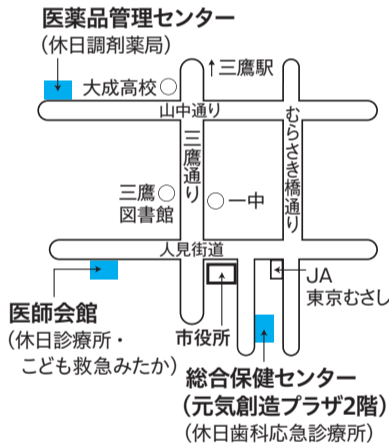 医薬品管理センター
(休日調剤薬局)
↑三鷹駅
大成高校
山中通り
三鷹通り
むらさき橋通り
三鷹
図書館
一中
人見街道
JA
東京むさし
医師会館
(休日診療所・
こども救急みたか)
市役所
総合保健センター
(元気創造プラザ2階)
(休日歯科応急診療所)